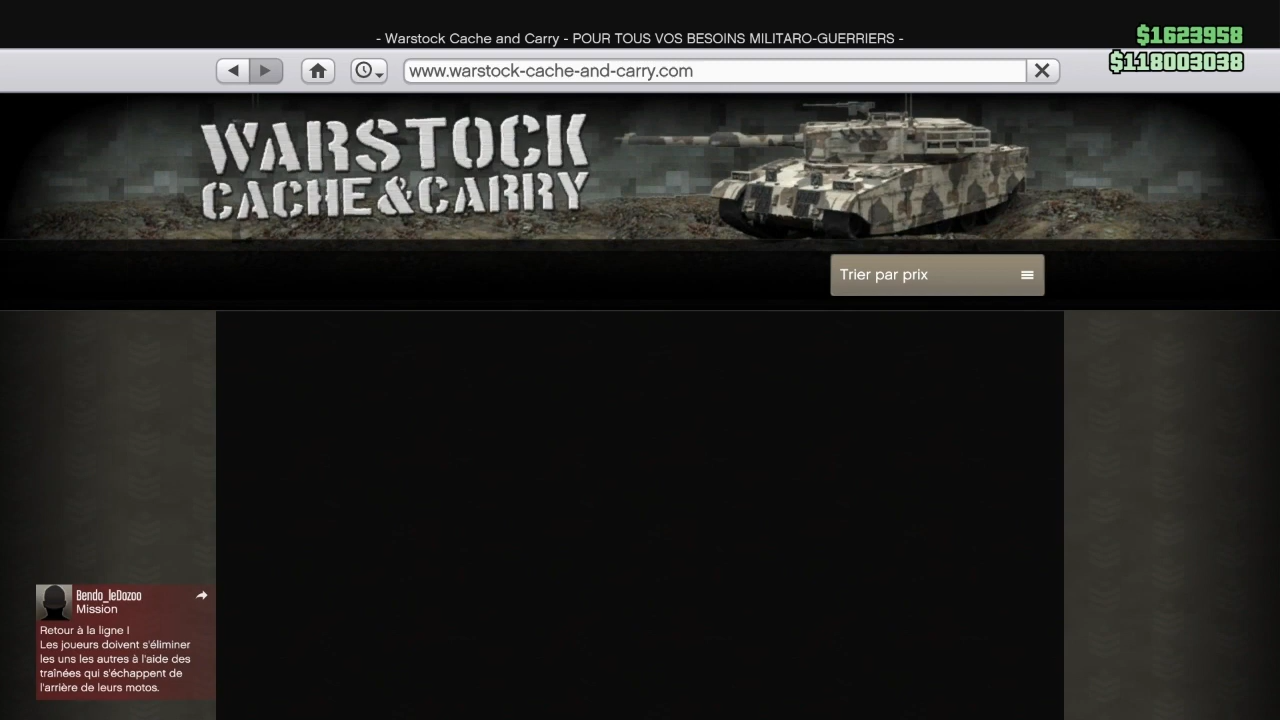 - Warstock Cache and Carry - POUR TOUS VOS BESOINS MILITARO-GUERRIERS -
$1623958
www.warstock-cache-and-carry.com
$118003038
WARSTOCK
CACHE&CARRY
Trier par prix
Bendo_leDozoo
Mission
Retour à la ligne !
Les joueurs doivent s'éliminer
les uns les autres à l'aide des
traînées qui s'échappent de
l'arrière de leurs motos.